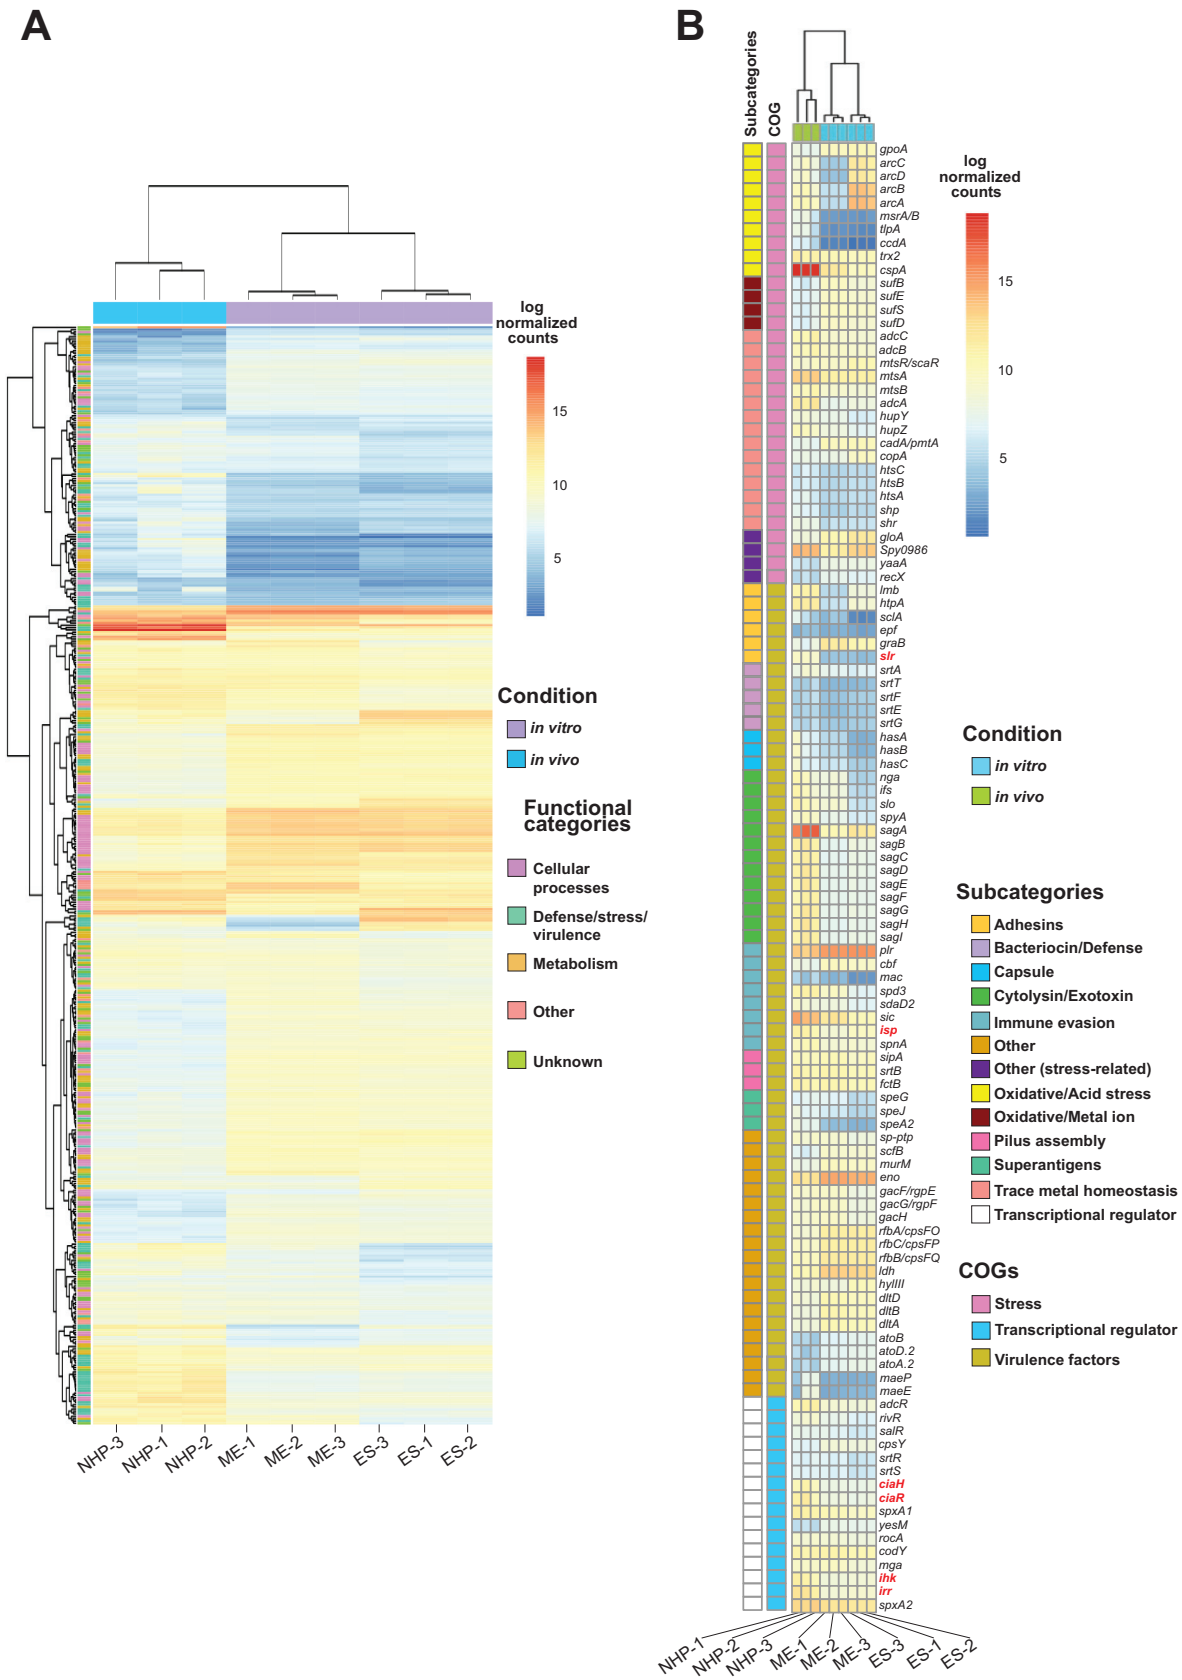 A
log
normalized
counts
15
10
5
Condition
in vitro
in vivo
Functional
categories
Cellular
processes
Defense/stress/
virulence
Metabolism
Other
Unknown
NHP-3
NHP-1
NHP-2
ME-1
ME-2
ME-3
ES-3
ES-1
ES-2
B
Subcategories
COG
gpoA
arcC
arcD
arcB
arcA
msrA/B
tlpA
ccdA
trx2
cspA
sufB
sufE
sufS
sufD
adcC
adcB
mtsR/scaR
mtsA
mtsB
adcA
hupY
hupZ
cadA/pmtA
copA
htsC
htsB
htsA
shp
shr
gloA
Spy0986
yaaA
recX
lmb
htpA
sclA
epf
graB
slr
srtA
srtT
srtF
srtE
srtG
hasA
hasB
hasC
nga
ifs
slo
spyA
sagA
sagB
sagC
sagD
sagE
sagF
sagG
sagH
sagI
plr
cbf
mac
spd3
sdaD2
sic
isp
spnA
sipA
srtB
fctB
speG
speJ
speA2
sp-ptp
scfB
murM
eno
gacF/rgpE
gacG/rgpF
gacH
rfbA/cpsFO
rfbC/cpsFP
rfbB/cpsFQ
ldh
hylIII
dltD
dltB
dltA
atoB
atoD.2
atoA.2
maeP
maeE
adcR
rivR
salR
cpsY
srtR
srtS
ciaH
ciaR
spxA1
yesM
rocA
codY
mga
ihk
irr
spxA2
NHP-1
NHP-2
NHP-3
ME-1
ME-2
ME-3
ES-3
ES-1
ES-2
log
normalized
counts
15
10
5
Condition
in vitro
in vivo
Subcategories
Adhesins
Bacteriocin/Defense
Capsule
Cytolysin/Exotoxin
Immune evasion
Other
Other (stress-related)
Oxidative/Acid stress
Oxidative/Metal ion
Pilus assembly
Superantigens
Trace metal homeostasis
Transcriptional regulator
COGs
Stress
Transcriptional regulator
Virulence factors